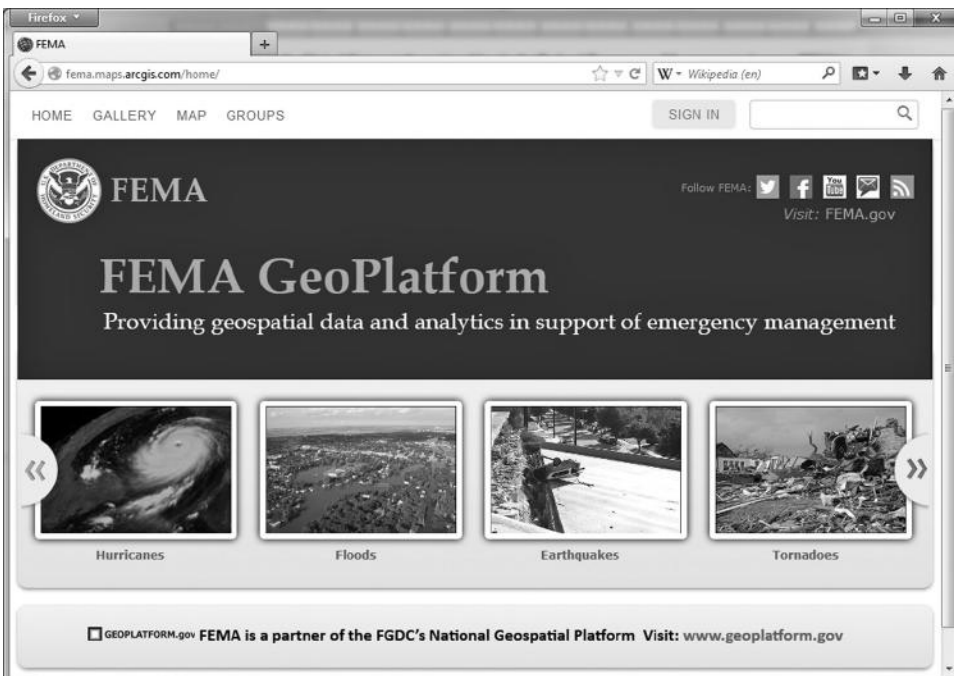 Firefox
FEMA
fema.maps.arcgis.com/home/
W Wikipedia (en)
HOME GALLERY MAP GROUPS SIGN IN
FEMA
Follow FEMA: You Tube
Visit: FEMA.gov
FEMA GeoPlatform
Providing geospatial data and analytics in support of emergency management
Hurricanes Floods Earthquakes Tornadoes
GEOPLATFORM.gov FEMA is a partner of the FGDC's National Geospatial Platform Visit: www.geoplatform.gov